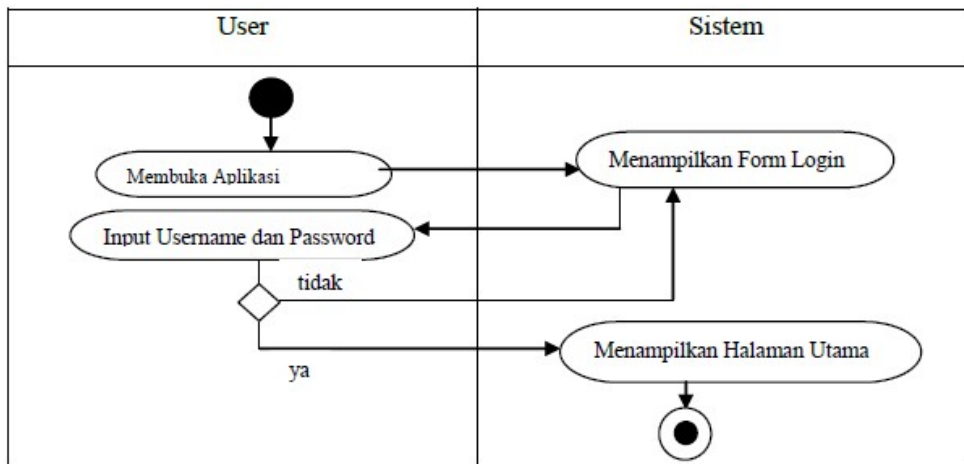 User
Sistem
Membuka Aplikasi
Menampilkan Form Login
Input Username dan Password
tidak
ya
Menampilkan Halaman Utama